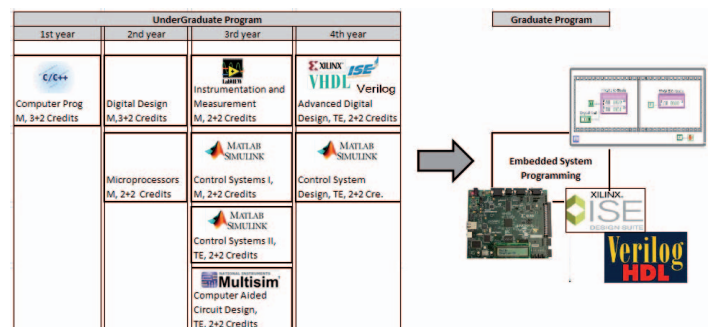 UnderGraduate Program
Graduate Program
1st year
2nd year
3rd year
4th year
C/C++
Computer Prog
M, 3+2 Credits
Digital Design
M,3+2 Credits
LabVIEW
Instrumentation and
Measurement
M, 2+2 Credits
XILINX ISE
VHDL Verilog
Advanced Digital
Design, TE, 2+2 Credits
Microprocessors
M, 2+2 Credits
MATLAB
SIMULINK
Control Systems I,
M, 2+2 Credits
MATLAB
SIMULINK
Control System
Design, TE, 2+2 Cre.
MATLAB
SIMULINK
Control Systems II,
TE, 2+2 Credits
NATIONAL INSTRUMENTS
Multisim
Computer Aided
Circuit Design,
TE, 2+2 Credits
Embedded System
Programming
XILINX
ISE
DESIGN SUITE
Verilog
HDL